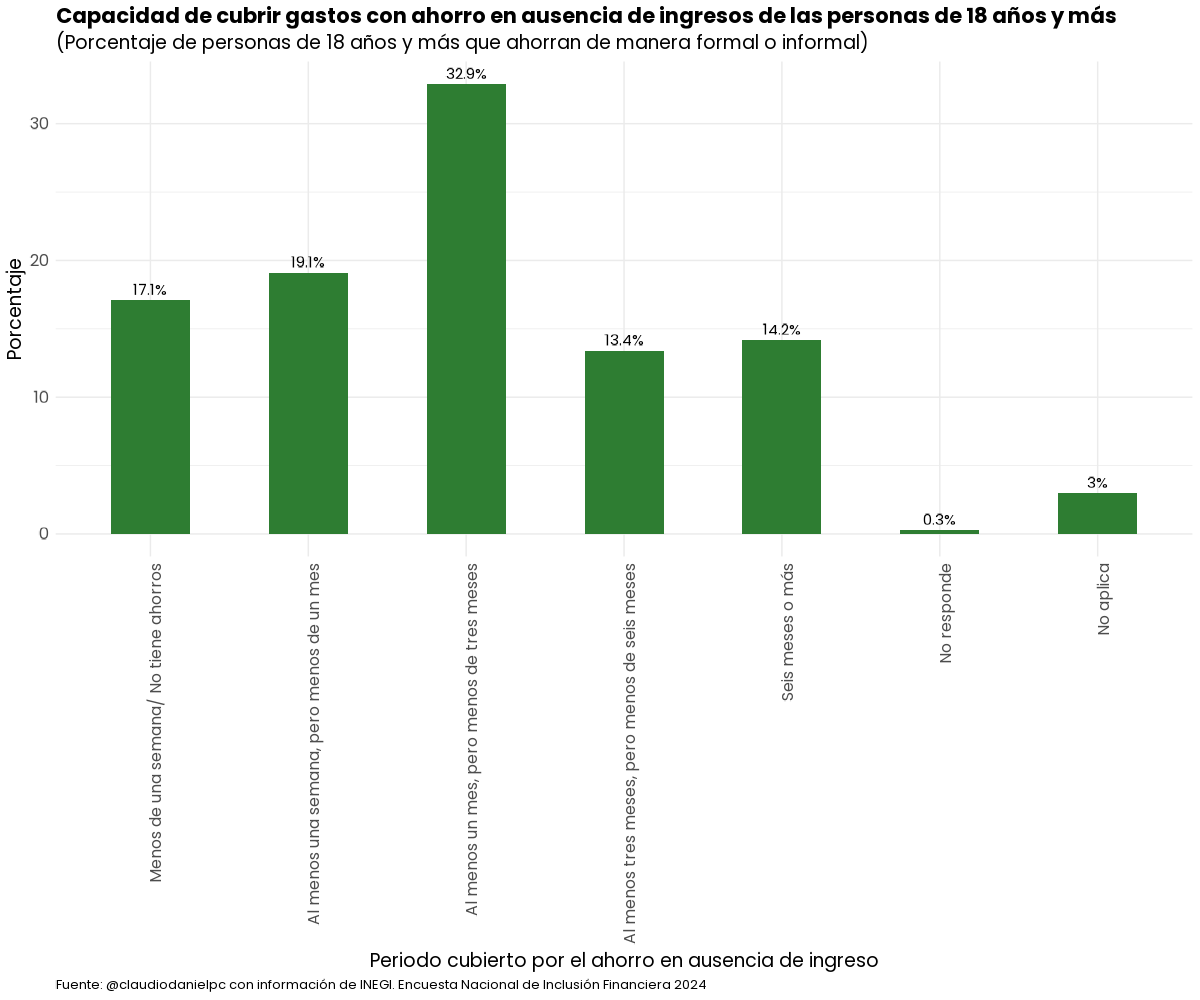 Capacidad de cubrir gastos con ahorro en ausencia de ingresos de las personas de 18 años y más
(Porcentaje de personas de 18 años y más que ahorran de manera formal o informal)
Porcentaje
30
20
10
0
17.1%
19.1%
32.9%
13.4%
14.2%
0.3%
3%
Menos de una semana/ No tiene ahorros
Al menos una semana, pero menos de un mes
Al menos un mes, pero menos de tres meses
Al menos tres meses, pero menos de seis meses
Seis meses o más
No responde
No aplica
Periodo cubierto por el ahorro en ausencia de ingreso
Fuente: @claudiodanielpc con información de INEGI. Encuesta Nacional de Inclusión Financiera 2024